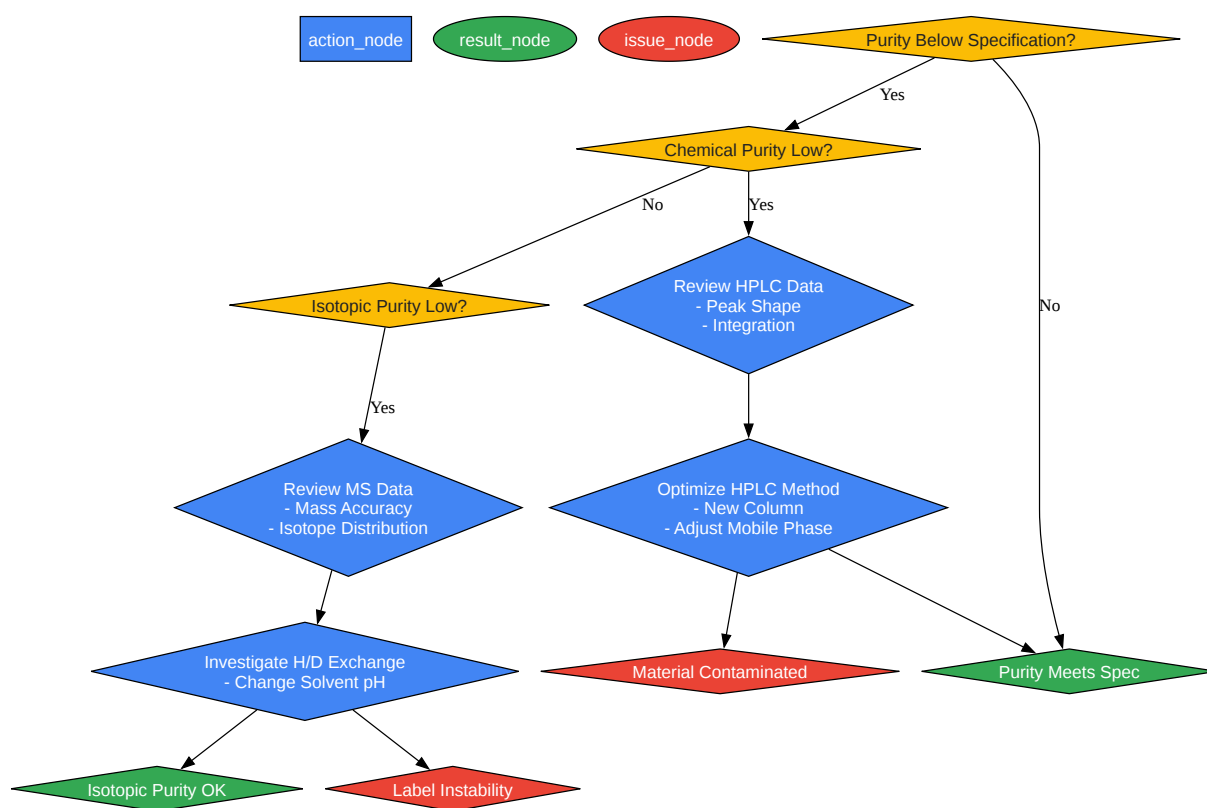 action_node
result_node
issue_node
Purity Below Specification?
Yes
Chemical Purity Low?
No
Yes
Review HPLC Data
- Peak Shape
- Integration
Isotopic Purity Low?
No
Yes
Review MS Data
- Mass Accuracy
- Isotope Distribution
Optimize HPLC Method
- New Column
- Adjust Mobile Phase
Investigate H/D Exchange
- Change Solvent pH
Material Contaminated
Purity Meets Spec
Isotopic Purity OK
Label Instability